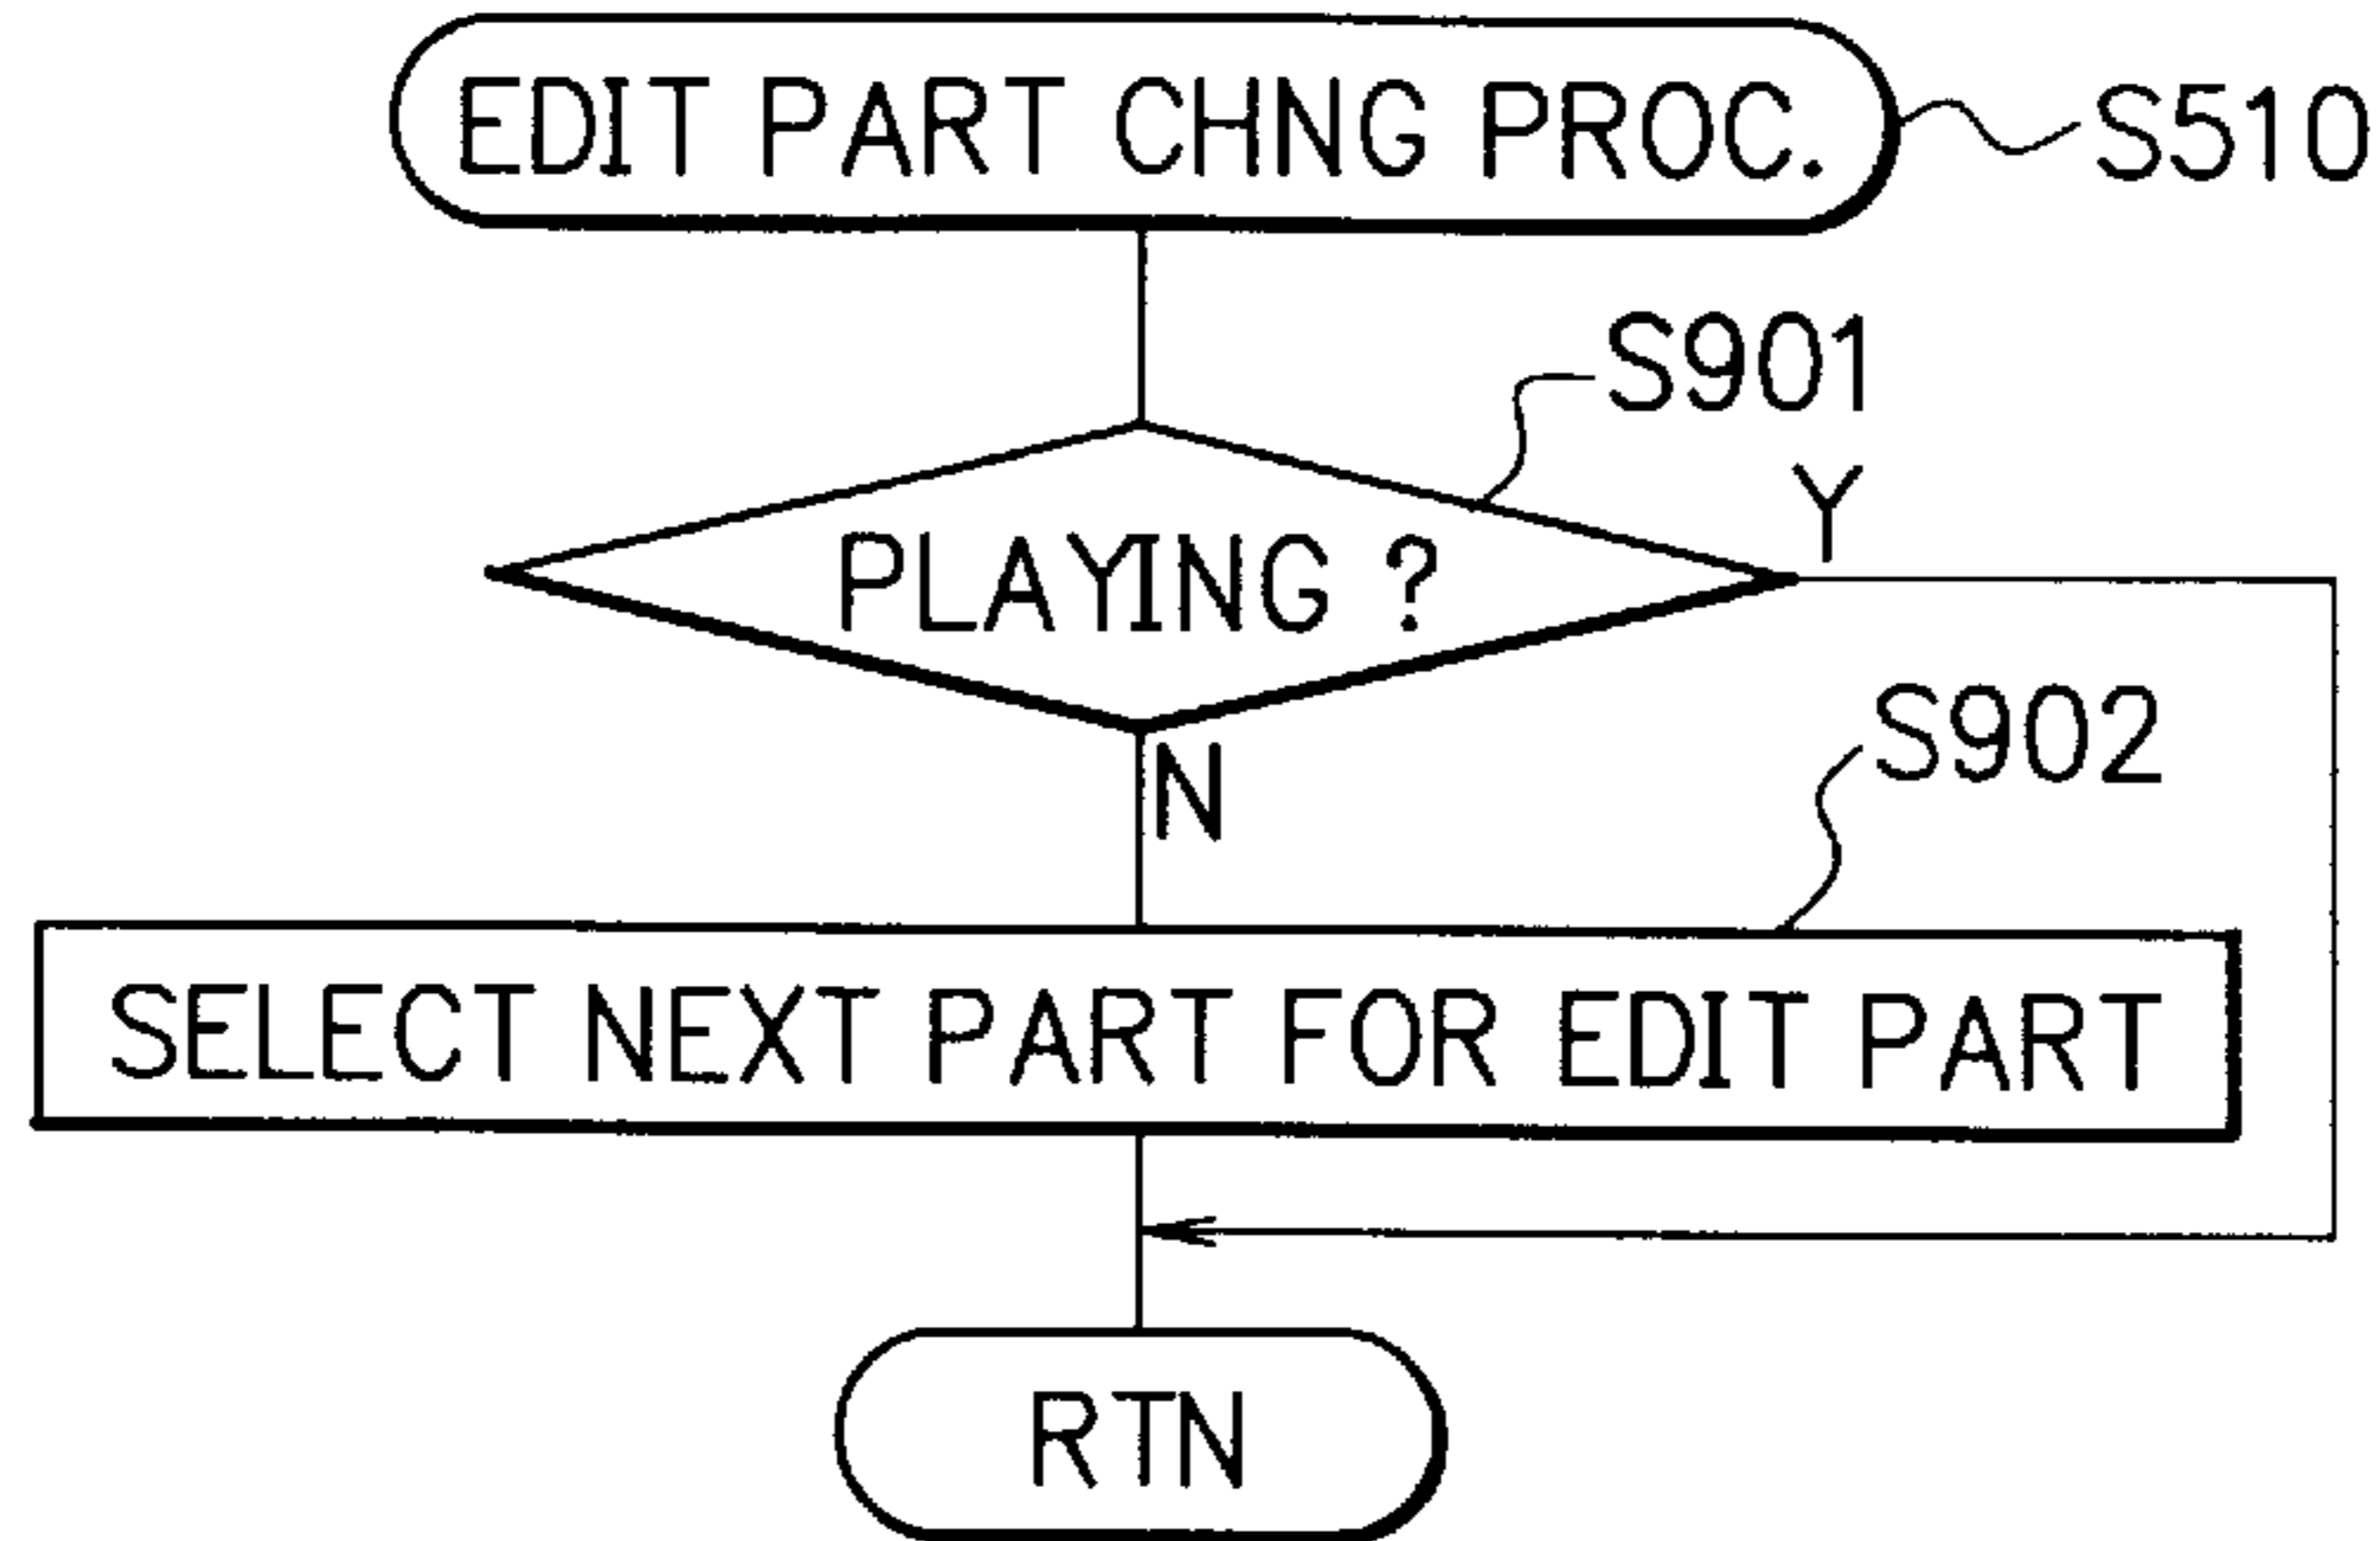 EDIT PART CHNG PROC.
S510
S901
PLAYING ?
Y
N
S902
SELECT NEXT PART FOR EDIT PART
RTN